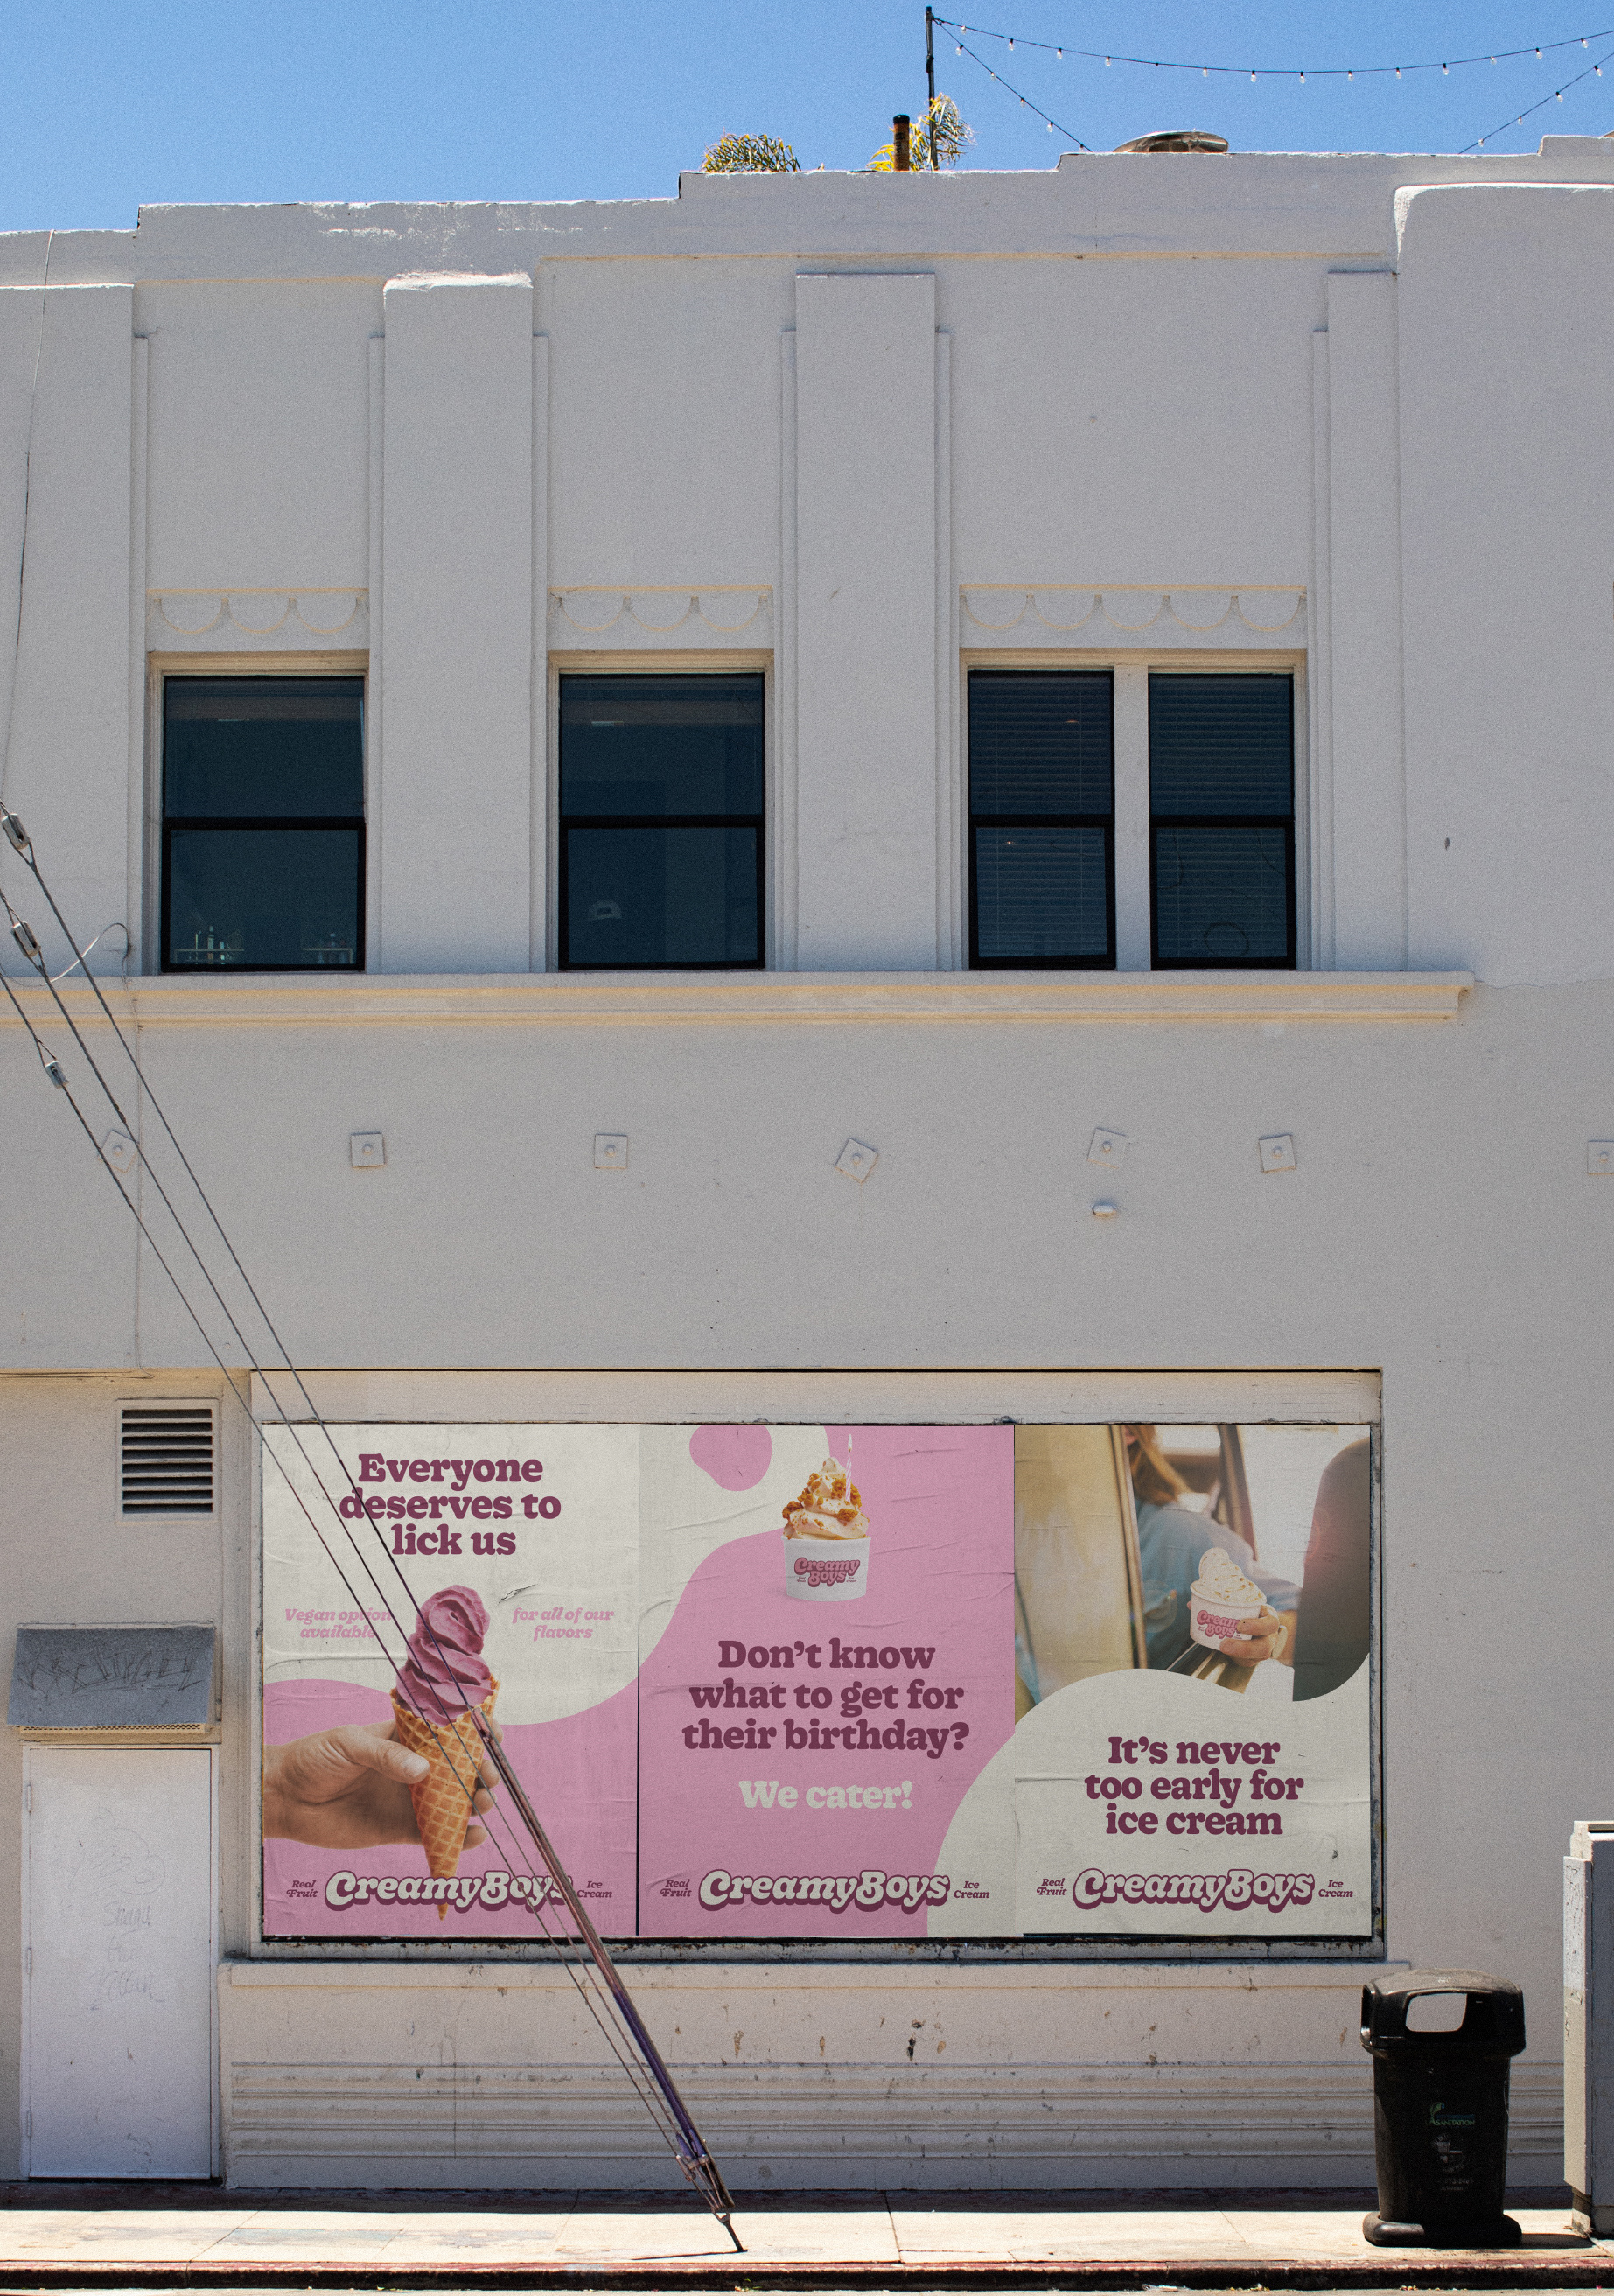 Everyone
deserves to
lick us
Vegan option
available
for all of our
flavors
Real
Fruit
CreamyBoys
Ice
Cream
Creamy
Boys
Don't know
what to get for
their birthday?
We cater!
Real
Fruit
CreamyBoys
Ice
Cream
Creamy
Boys
It's never
too early for
ice cream
Real
Fruit
CreamyBoys
Ice
Cream